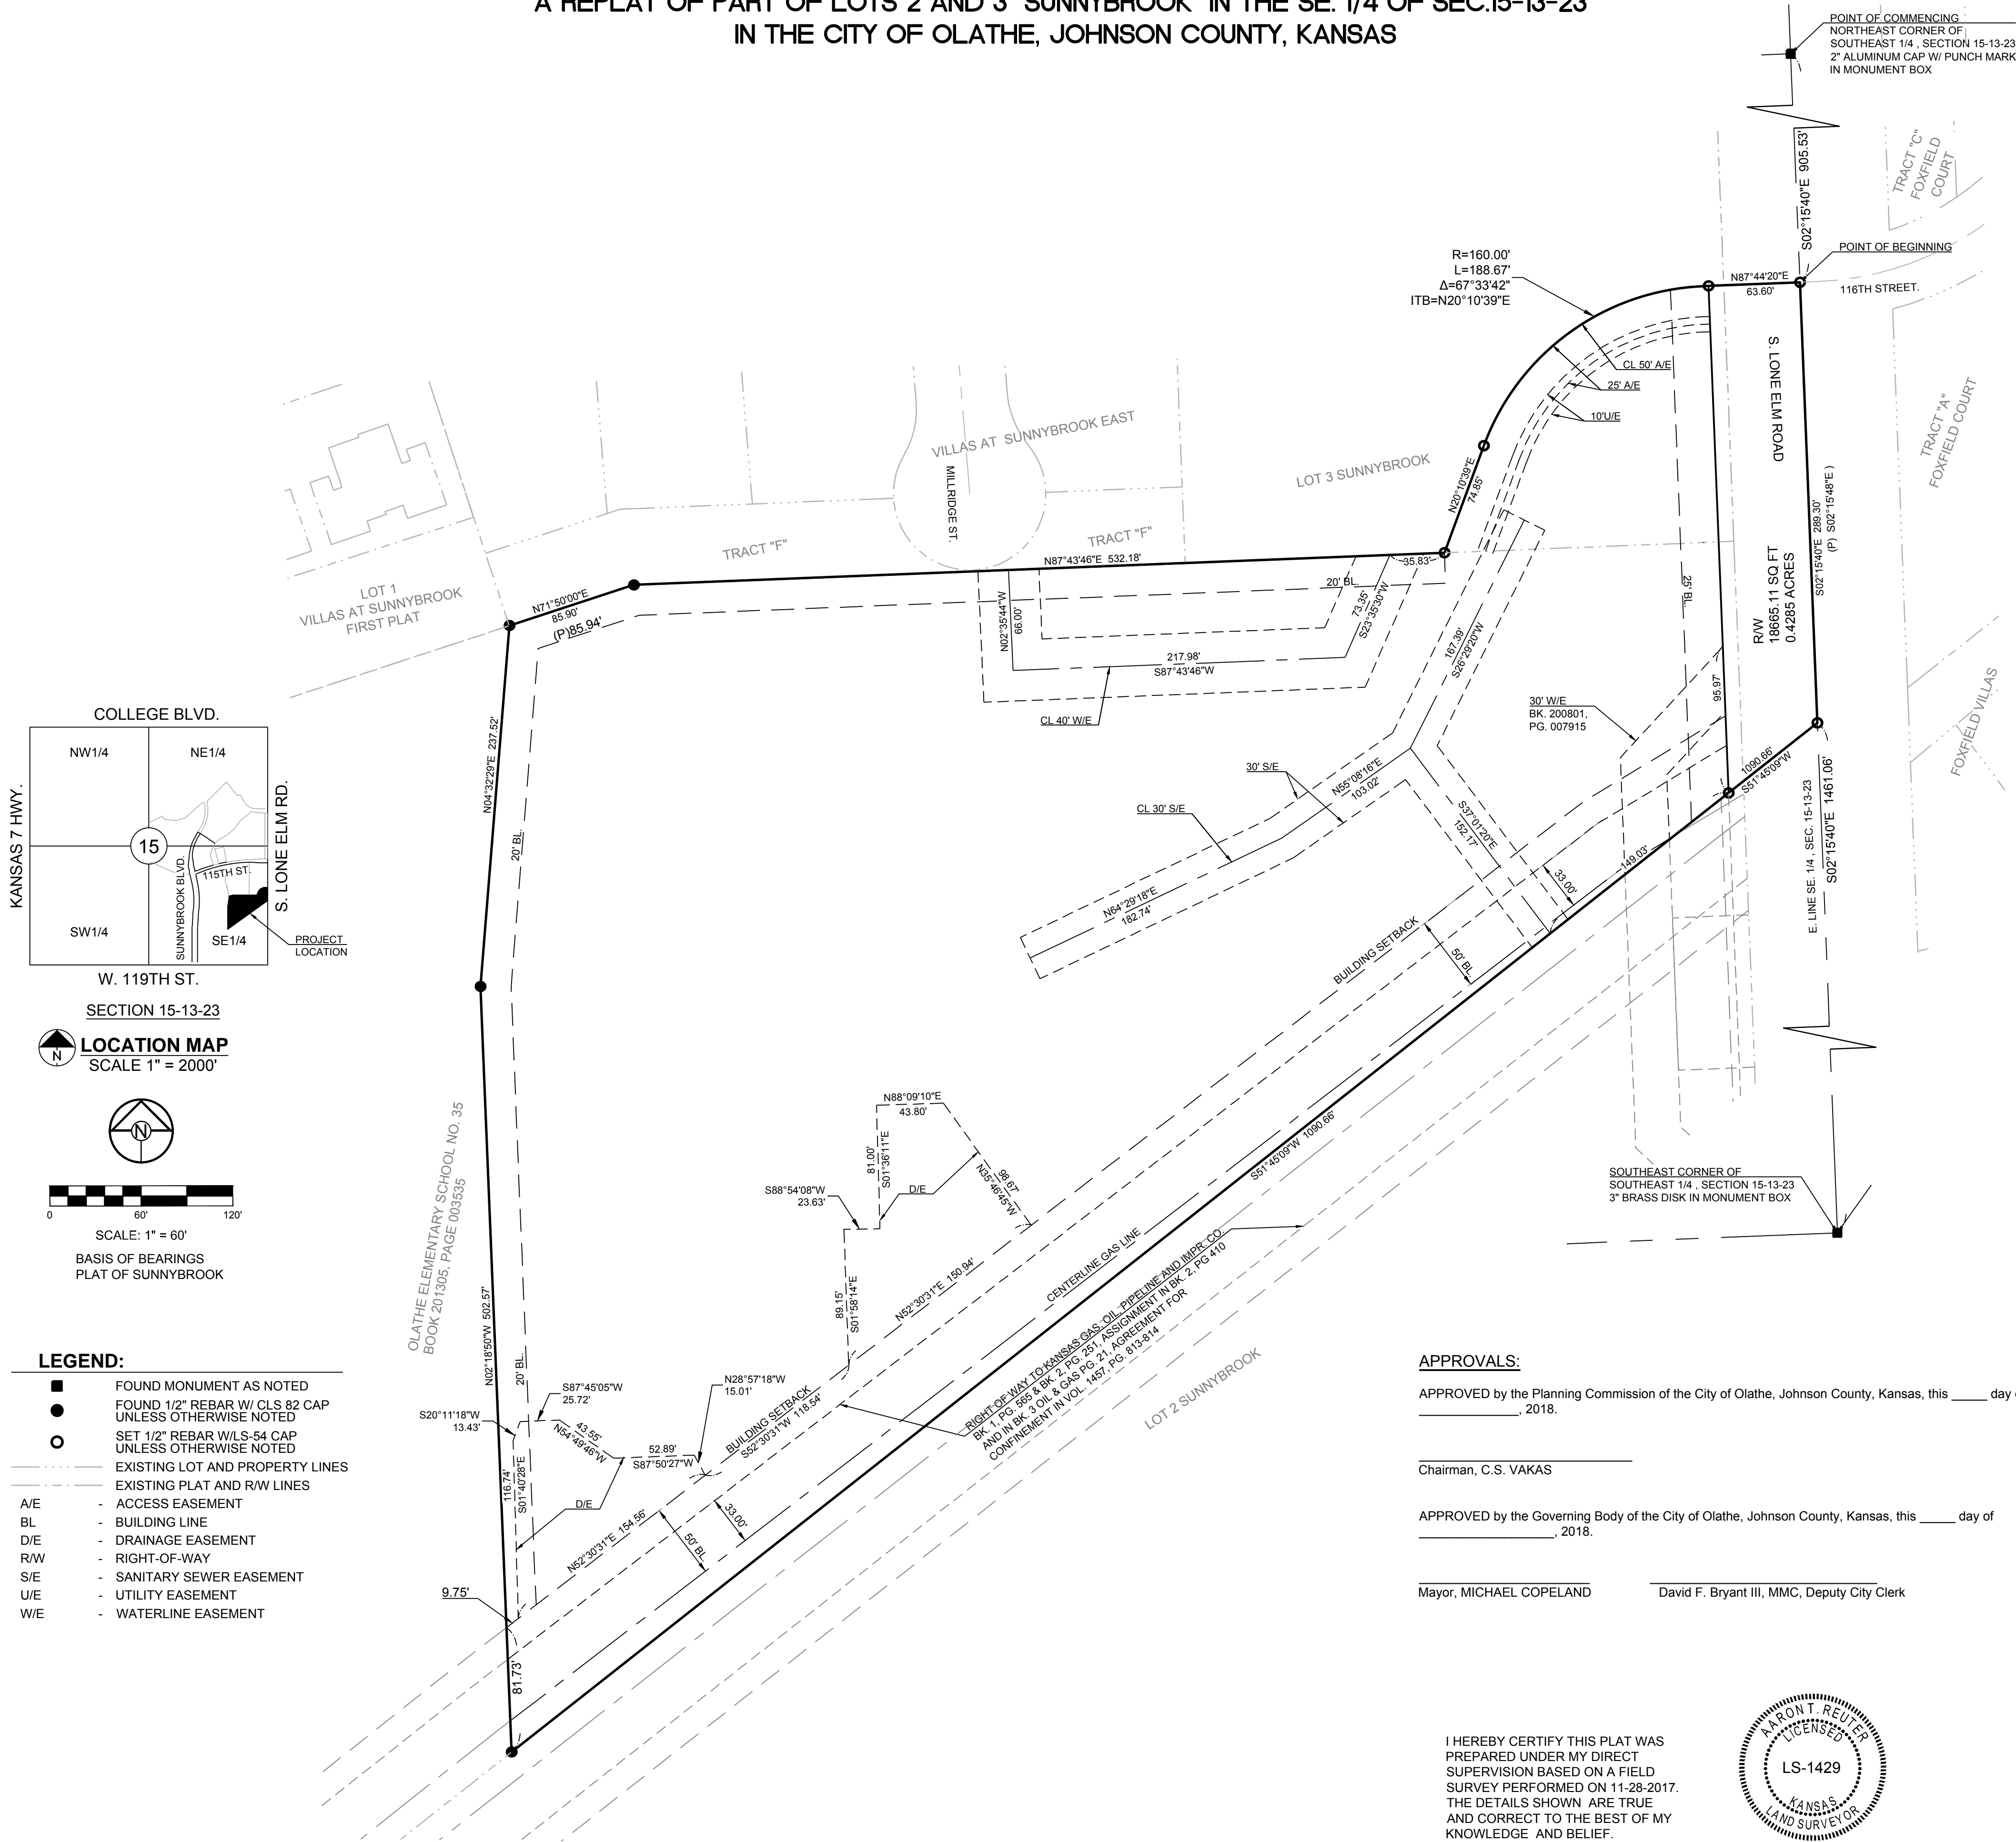 A REPLAT OF PART OF LOTS 2 AND 3 "SUNNYBROOK" IN THE SE. 1/4 OF SEC.15-13-23
IN THE CITY OF OLATHE, JOHNSON COUNTY, KANSAS
POINT OF COMMENCING
NORTHEAST CORNER OF
SOUTHEAST 1/4 , SECTION 15-13-23
2" ALUMINUM CAP W/ PUNCH MARK
IN MONUMENT BOX
S02°15'40"E 905.53'
TRACT "C"
FOXFIELD
COURT
POINT OF BEGINNING
116TH STREET.
N87°44'20"E
63.60'
R=160.00'
L=188.67'
Δ=67°33'42"
ITB=N20°10'39"E
CL 50' A/E
25' A/E
10'U/E
S. LONE ELM ROAD
R/W
18665.11 SQ FT
0.4285 ACRES
S02°15'40"E 289.30'
(P) S02°15'48"E )
TRACT "A"
FOXFIELD COURT
FOXFIELD VILLAS
25' BL.
95.97'
N20°10'39"E
74.85'
LOT 3 SUNNYBROOK
VILLAS AT SUNNYBROOK EAST
MILLRIDGE ST.
TRACT "F"
TRACT "F"
N87°43'46"E 532.18'
35.83'
20' BL.
LOT 1
VILLAS AT SUNNYBROOK
FIRST PLAT
N71°50'00"E
85.90'
(P)85.94'
N02°35'44"W
66.00'
217.98'
S87°43'46"W
73.35'
S23°35'30"W
CL 40' W/E
167.39'
S26°29'20"W
30' W/E
BK. 200801,
PG. 007915
1090.66'
S51°45'09"W
E. LINE SE. 1/4 , SEC. 15-13-23
S02°15'40"E 1461.06'
30' S/E
CL 30' S/E
N55°08'16"E
103.02'
S37°01'20"E
152.17'
N64°29'18"E
182.74'
149.03'
33.00'
50' BL.
BUILDING SETBACK
N04°32'29"E 237.52'
20' BL.
COLLEGE BLVD.
KANSAS 7 HWY.
NW1/4
NE1/4
15
SW1/4
SE1/4
SUNNYBROOK BLVD.
115TH ST.
S. LONE ELM RD.
PROJECT
LOCATION
W. 119TH ST.
SECTION 15-13-23
N
LOCATION MAP
SCALE 1" = 2000'
N
0
60'
120'
SCALE: 1" = 60'
BASIS OF BEARINGS
PLAT OF SUNNYBROOK
OLATHE ELEMENTARY SCHOOL NO. 35
BOOK 201305, PAGE 003535
N02°18'50"W 502.57'
20' BL.
N88°09'10"E
43.80'
81.00'
S01°36'11"E
98.67'
N35°46'45"W
S88°54'08"W
23.63'
D/E
89.15'
S01°58'14"E
N52°30'31"E 150.94'
CENTERLINE GAS LINE
S51°45'09"W 1090.66'
SOUTHEAST CORNER OF
SOUTHEAST 1/4 , SECTION 15-13-23
3" BRASS DISK IN MONUMENT BOX
RIGHT OF WAY TO KANSAS GAS, OIL, PIPELINE AND IMPR. CO.
BK. 1, PG. 565 & BK. 2, PG. 251, ASSIGNMENT IN BK. 2, PG 410
AND IN BK. 3 OIL & GAS PG. 21, AGREEMENT FOR
CONFINEMENT IN VOL. 1457, PG. 813-814
LOT 2 SUNNYBROOK
S87°45'05"W
25.72'
S20°11'18"W
13.43'
43.55'
N54°49'46"W
52.89'
S87°50'27"W
N28°57'18"W
15.01'
BUILDING SETBACK
S52°30'31"W 118.54'
116.74'
S01°40'28"E
D/E
N52°30'31"E 154.56'
33.00'
50' BL.
9.75'
81.73'
LEGEND:
FOUND MONUMENT AS NOTED
FOUND 1/2" REBAR W/ CLS 82 CAP
UNLESS OTHERWISE NOTED
SET 1/2" REBAR W/LS-54 CAP
UNLESS OTHERWISE NOTED
EXISTING LOT AND PROPERTY LINES
EXISTING PLAT AND R/W LINES
A/E - ACCESS EASEMENT
BL - BUILDING LINE
D/E - DRAINAGE EASEMENT
R/W - RIGHT-OF-WAY
S/E - SANITARY SEWER EASEMENT
U/E - UTILITY EASEMENT
W/E - WATERLINE EASEMENT
APPROVALS:
APPROVED by the Planning Commission of the City of Olathe, Johnson County, Kansas, this _____ day
______________, 2018.
Chairman, C.S. VAKAS
APPROVED by the Governing Body of the City of Olathe, Johnson County, Kansas, this _____ day of
___________________, 2018.
Mayor, MICHAEL COPELAND David F. Bryant III, MMC, Deputy City Clerk
I HEREBY CERTIFY THIS PLAT WAS
PREPARED UNDER MY DIRECT
SUPERVISION BASED ON A FIELD
SURVEY PERFORMED ON 11-28-2017.
THE DETAILS SHOWN ARE TRUE
AND CORRECT TO THE BEST OF MY
KNOWLEDGE AND BELIEF.
AARON T. REUTER
LICENSED
LS-1429
KANSAS
LAND SURVEYOR